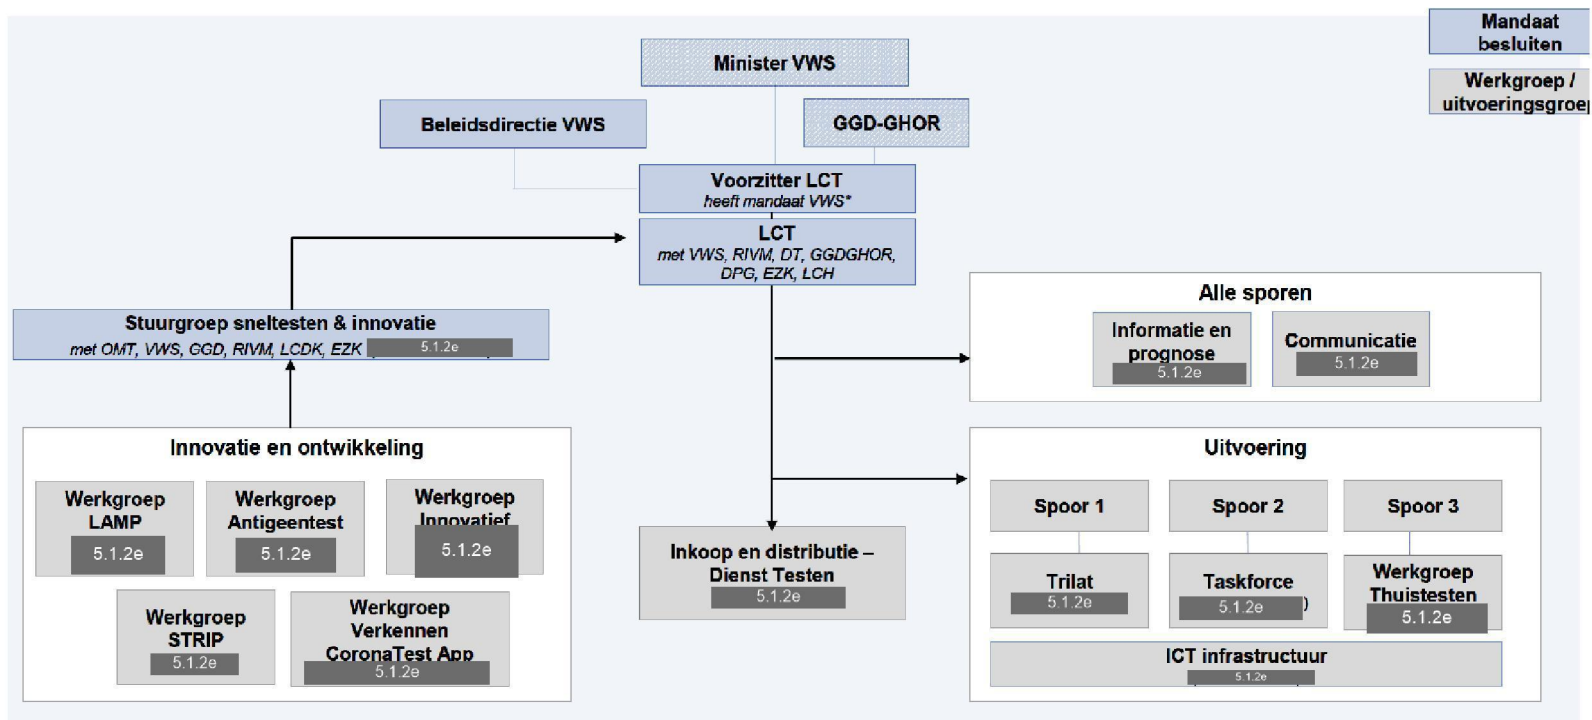 Mandaat
besluiten
Werkgroep /
uitvoeringsgroep
Minister VWS
Beleidsdirectie VWS
GGD-GHOR
Voorzitter LCT
heeft mandaat VWS*
LCT
met VWS, RIVM, DT, GGDGHOR,
DPG, EZK, LCH
Stuurgroep sneltesten & innovatie
met OMT, VWS, GGD, RIVM, LCDK, EZK 5.1.2e
Alle sporen
Informatie en
prognose
5.1.2e
Communicatie
5.1.2e
Innovatie en ontwikkeling
Werkgroep
LAMP
5.1.2e
Werkgroep
Antigeentest
5.1.2e
Werkgroep
Innovatief
5.1.2e
Werkgroep
STRIP
5.1.2e
Werkgroep
Verkennen
CoronaTest App
5.1.2e
Inkoop en distributie –
Dienst Testen
5.1.2e
Uitvoering
Spoor 1
Spoor 2
Spoor 3
Trilat
5.1.2e
Taskforce
5.1.2e )
Werkgroep
Thuistesten
5.1.2e
ICT infrastructuur
5.1.2e